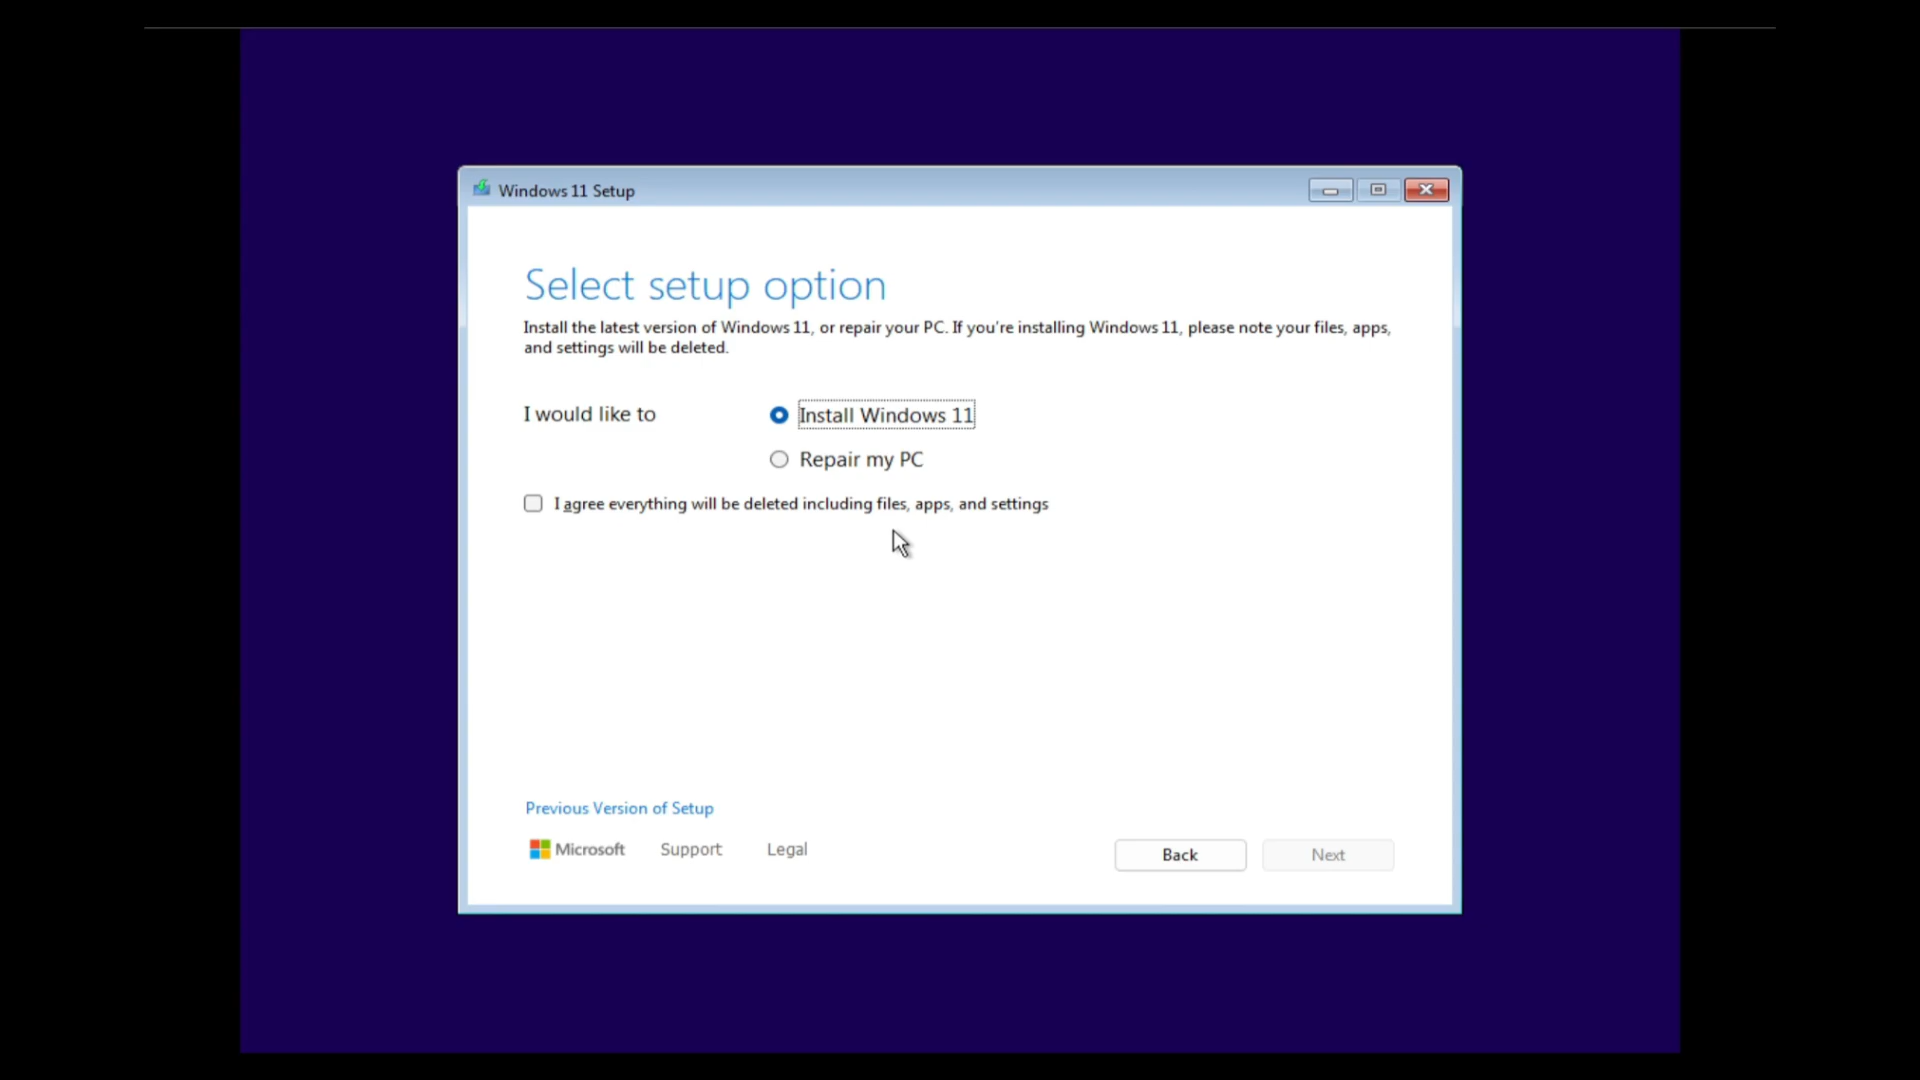 Windows 11 Setup
Select setup option
Install the latest version of Windows 11, or repair your PC. If you're installing Windows 11, please note your files, apps,
and settings will be deleted.
I would like to
Install Windows 11
Repair my PC
I agree everything will be deleted including files, apps, and settings
Previous Version of Setup
Microsoft
Support
Legal
Back
Next